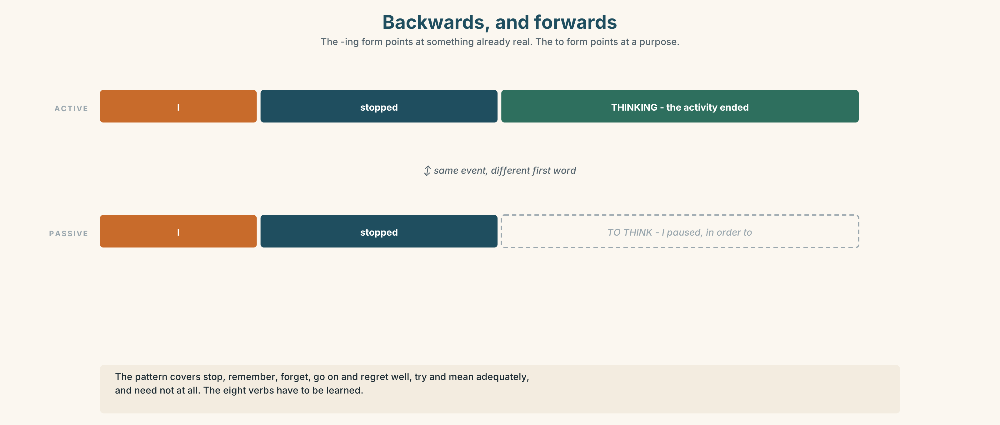 Backwards, and forwards
The -ing form points at something already real. The to form points at a purpose.
ACTIVE
I
stopped
THINKING - the activity ended
↕ same event, different first word
PASSIVE
I
stopped
TO THINK - I paused, in order to
The pattern covers stop, remember, forget, go on and regret well, try and mean adequately,
and need not at all. The eight verbs have to be learned.